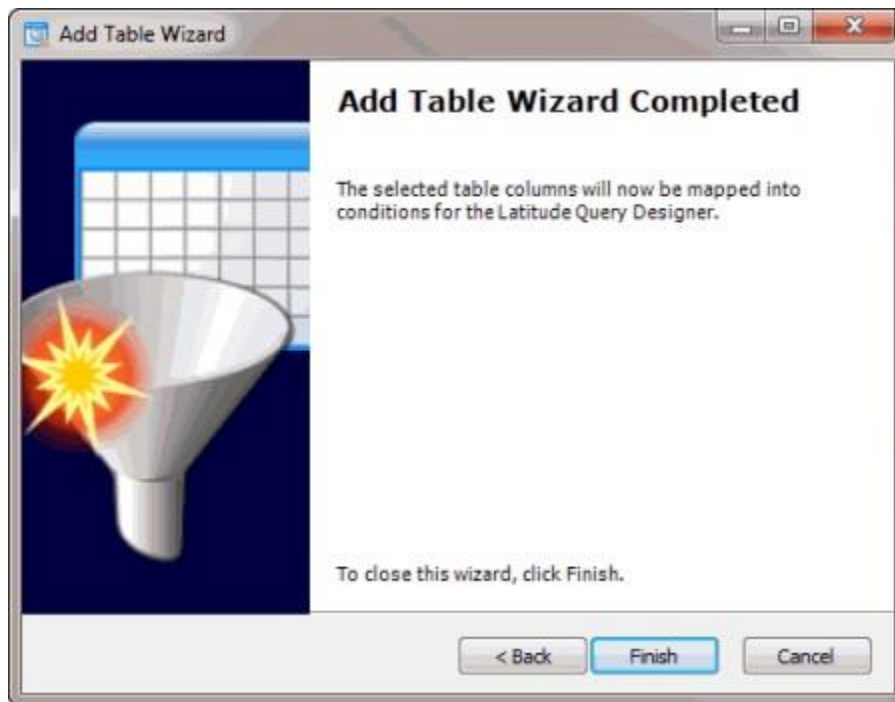 Add Table Wizard
Add Table Wizard Completed
The selected table columns will now be mapped into
conditions for the Latitude Query Designer.
To close this wizard, click Finish.
< Back
Finish
Cancel